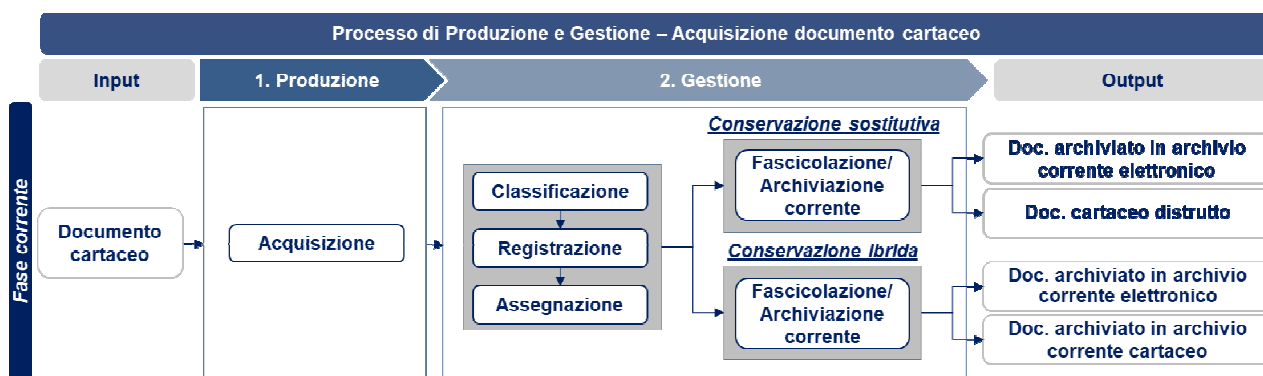 Processo di Produzione e Gestione – Acquisizione documento cartaceo
Input
1. Produzione
2. Gestione
Output
Fase corrente
Documento
cartaceo
Acquisizione
Classificazione
Registrazione
Assegnazione
Conservazione sostitutiva
Fascicolazione/
Archiviazione
corrente
Conservazione ibrida
Fascicolazione/
Archiviazione
corrente
Doc. archiviato in archivio
corrente elettronico
Doc. cartaceo distrutto
Doc. archiviato in archivio
corrente elettronico
Doc. archiviato in archivio
corrente cartaceo